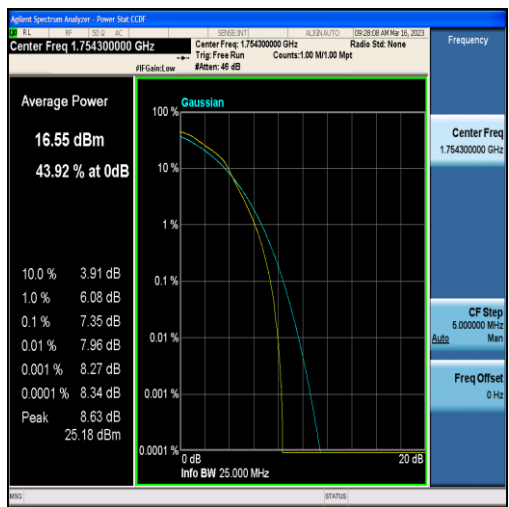 Agilent Spectrum Analyzer - Power Stat CCDF
RL RF 50 Ω AC SENSE:INT ALIGN AUTO 09:28:08 AM Mar 16, 2023
Center Freq 1.754300000 GHz
Center Freq: 1.754300000 GHz Radio Std: None
Trig: Free Run Counts:1.00 M/1.00 Mpt
#IFGain:Low #Atten: 46 dB
Frequency
Average Power
16.55 dBm
43.92 % at 0dB
10.0 % 3.91 dB
1.0 % 6.08 dB
0.1 % 7.35 dB
0.01 % 7.96 dB
0.001 % 8.27 dB
0.0001 % 8.34 dB
Peak 8.63 dB
25.18 dBm
Gaussian
100 %
10 %
1 %
0.1 %
0.01 %
0.001 %
0.0001 %
0 dB 20 dB
Info BW 25.000 MHz
Center Freq
1.754300000 GHz
CF Step
5.000000 MHz
Auto Man
Freq Offset
0 Hz
MSG STATUS